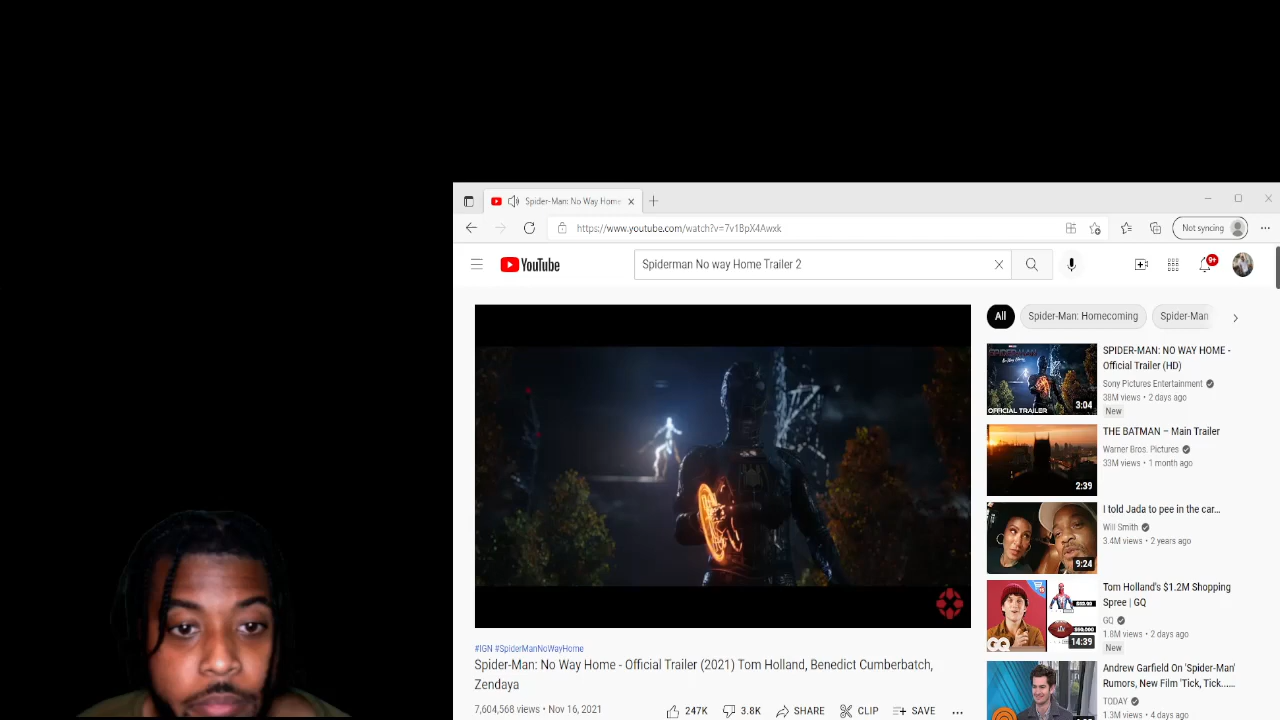 Spider-Man: No Way Home
https://www.youtube.com/watch?v=7v1BpX4Awxk
Not syncing
YouTube
Spiderman No way Home Trailer 2
9+
All
Spider-Man: Homecoming
Spider-Man
SPIDER-MAN: NO WAY HOME -
Official Trailer (HD)
Sony Pictures Entertainment
38M views • 2 days ago
New
OFFICIAL TRAILER
3:04
THE BATMAN – Main Trailer
Warner Bros. Pictures
33M views • 1 month ago
2:39
I told Jada to pee in the car...
Will Smith
3.4M views • 2 years ago
9:24
Tom Holland's $1.2M Shopping
Spree | GQ
GQ
1.8M views • 2 days ago
New
GQ
14:39
Andrew Garfield On 'Spider-Man'
Rumors, New Film 'Tick, Tick......
TODAY
1.3M views • 4 days ago
#IGN #SpiderManNoWayHome
Spider-Man: No Way Home - Official Trailer (2021) Tom Holland, Benedict Cumberbatch,
Zendaya
7,604,568 views • Nov 16, 2021
247K
3.8K
SHARE
CLIP
SAVE